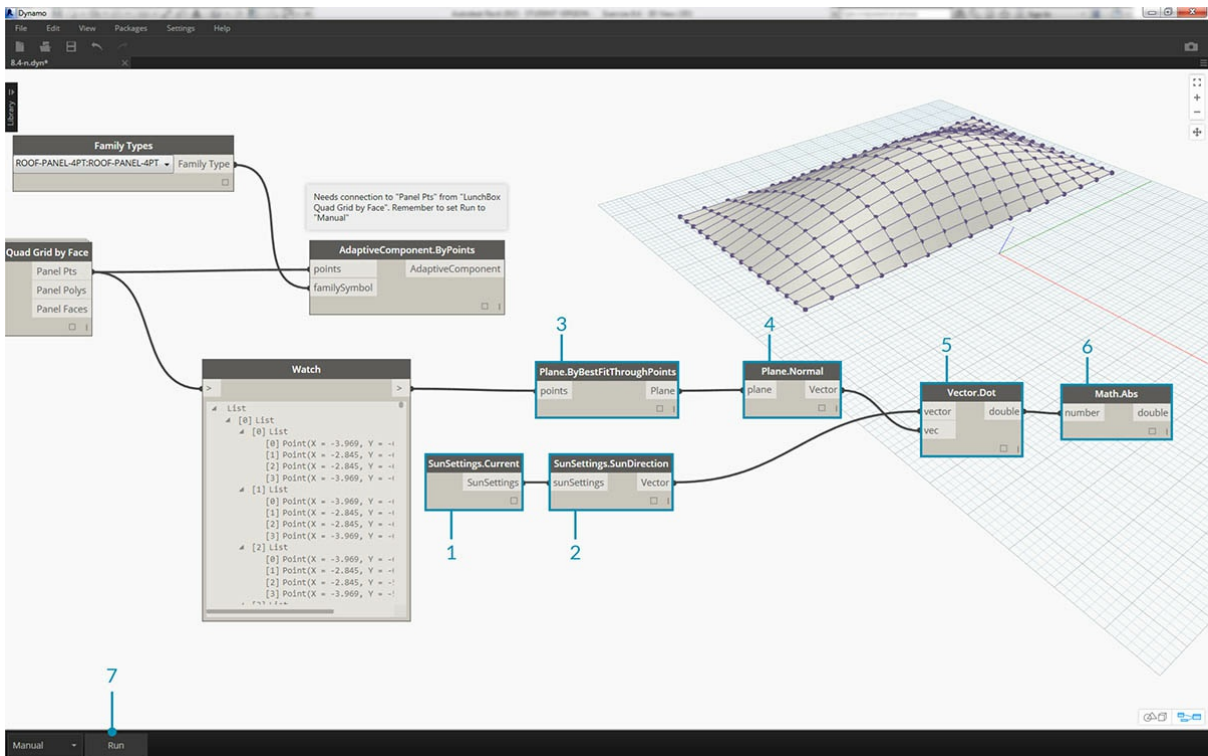 Dynamo
File Edit View Packages Settings Help
8.4-n.dyn*
Library
Family Types
ROOF-PANEL-4PT:ROOF-PANEL-4PT Family Type
Needs connection to "Panel Pts" from "LunchBox
Quad Grid by Face". Remember to set Run to
"Manual"
Quad Grid by Face
Panel Pts
Panel Polys
Panel Faces
AdaptiveComponent.ByPoints
points AdaptiveComponent
familySymbol
Watch
> >
List
[0] List
[0] List
[0] Point(X = -3.969, Y = -
[1] Point(X = -2.845, Y = -
[2] Point(X = -2.845, Y = -
[3] Point(X = -3.969, Y = -
[1] List
[0] Point(X = -3.969, Y = -
[1] Point(X = -2.845, Y = -
[2] Point(X = -2.845, Y = -
[3] Point(X = -3.969, Y = -
[2] List
[0] Point(X = -3.969, Y = -
[1] Point(X = -2.845, Y = -
[2] Point(X = -2.845, Y = -
[3] Point(X = -3.969, Y = -
3
Plane.ByBestFitThroughPoints
points Plane
4
Plane.Normal
plane Vector
5
Vector.Dot
vector double
vec
6
Math.Abs
number double
SunSettings.Current
SunSettings
1
SunSettings.SunDirection
sunSettings Vector
2
7
Manual Run